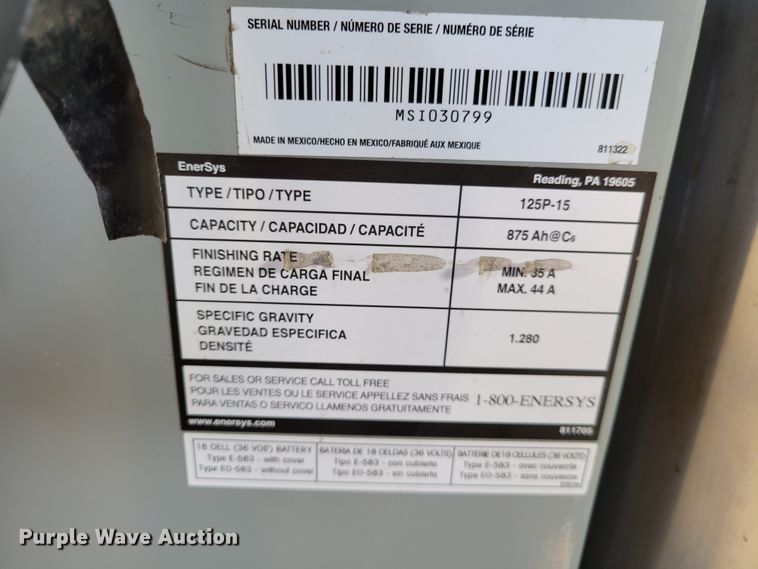 SERIAL NUMBER / NÚMERO DE SERIE / NUMÉRO DE SÉRIE
MSI030799
MADE IN MEXICO/HECHO EN MEXICO/FABRIQUÉ AUX MEXIQUE
811322
EnerSys
Reading, PA 19605
TYPE / TIPO / TYPE
125P-15
CAPACITY / CAPACIDAD / CAPACITÉ
875 Ah@C6
FINISHING RATE
REGIMEN DE CARGA FINAL
FIN DE LA CHARGE
MIN. 35 A
MAX. 44 A
SPECIFIC GRAVITY
GRAVEDAD ESPECIFICA
DENSITÉ
1.280
FOR SALES OR SERVICE CALL TOLL FREE
POUR LES VENTES OU LE SERVICE APPELLEZ SANS FRAIS
PARA VENTAS O SERVICO LLAMENOS GRATUITAMENTE
1-800-ENERSYS
www.enersys.com
811705
18 CELL (36 VOLT) BATTERY
Type E-583 - with cover
Type EO-583 - without cover
BATERIA DE 18 CELDAS (36 VOLTS)
Tipo E-583 - con cubierta
Tipo EO-583 - sin cubierta
BATTERIE DE 18 CELLULES (36 VOLTS)
Type E-583 - avec couvercle
Type EO-583 - sans couvercle
Purple Wave Auction